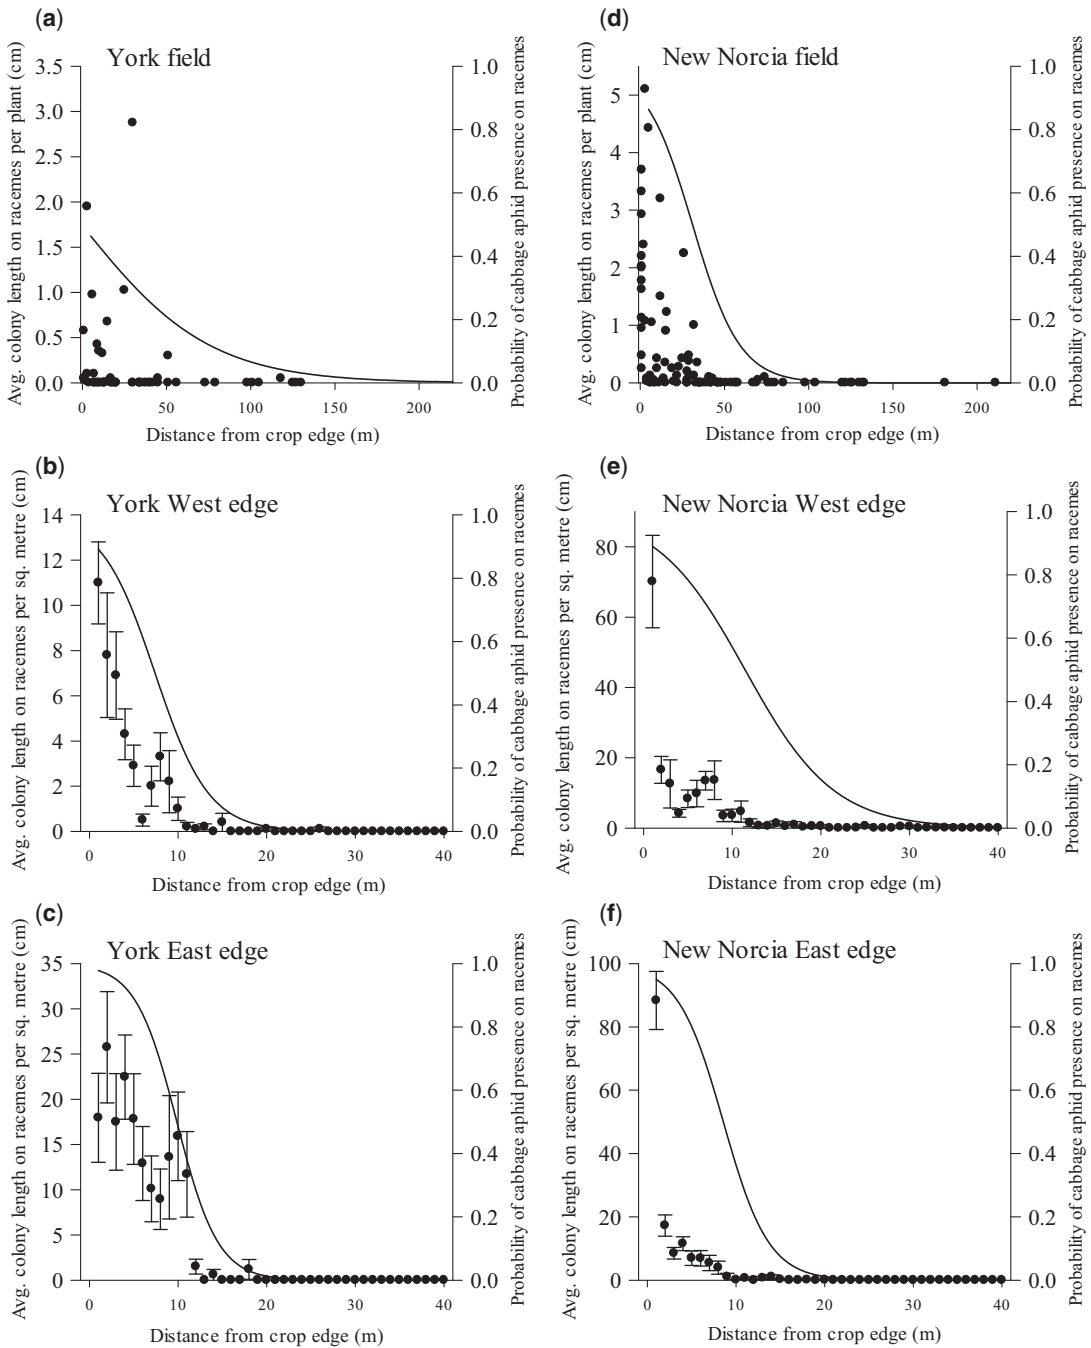 (a)
York field
Avg. colony length on racemes per plant (cm)
3.5
3.0
2.5
2.0
1.5
1.0
0.5
0.0
1.0
0.8
0.6
0.4
0.2
0.0
Probability of cabbage aphid presence on racemes
0 50 100 150 200
Distance from crop edge (m)
(b)
York West edge
Avg. colony length on racemes per sq. metre (cm)
14
12
10
8
6
4
2
0
1.0
0.8
0.6
0.4
0.2
0.0
Probability of cabbage aphid presence on racemes
0 10 20 30 40
Distance from crop edge (m)
(c)
York East edge
Avg. colony length on racemes per sq. metre (cm)
35
30
25
20
15
10
5
0
1.0
0.8
0.6
0.4
0.2
0.0
Probability of cabbage aphid presence on racemes
0 10 20 30 40
Distance from crop edge (m)
(d)
New Norcia field
Avg. colony length on racemes per plant (cm)
5
4
3
2
1
0
1.0
0.8
0.6
0.4
0.2
0.0
Probability of cabbage aphid presence on racemes
0 50 100 150 200
Distance from crop edge (m)
(e)
New Norcia West edge
Avg. colony length on racemes per sq. metre (cm)
80
60
40
20
0
1.0
0.8
0.6
0.4
0.2
0.0
Probability of cabbage aphid presence on racemes
0 10 20 30 40
Distance from crop edge (m)
(f)
New Norcia East edge
Avg. colony length on racemes per sq. metre (cm)
100
80
60
40
20
0
1.0
0.8
0.6
0.4
0.2
0.0
Probability of cabbage aphid presence on racemes
0 10 20 30 40
Distance from crop edge (m)